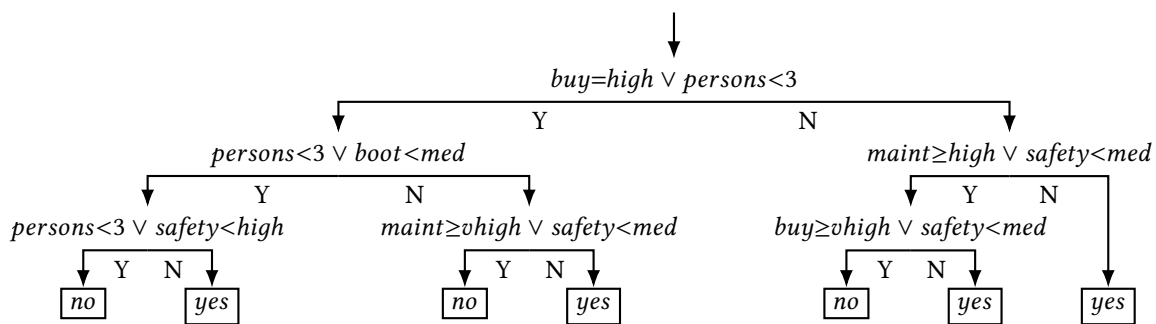 buy=high ∨ persons<3
Y N
persons<3 ∨ boot<med maint≥high ∨ safety<med
Y N Y N
persons<3 ∨ safety<high maint≥vhigh ∨ safety<med buy≥vhigh ∨ safety<med
Y N Y N Y N
no yes no yes no yes yes